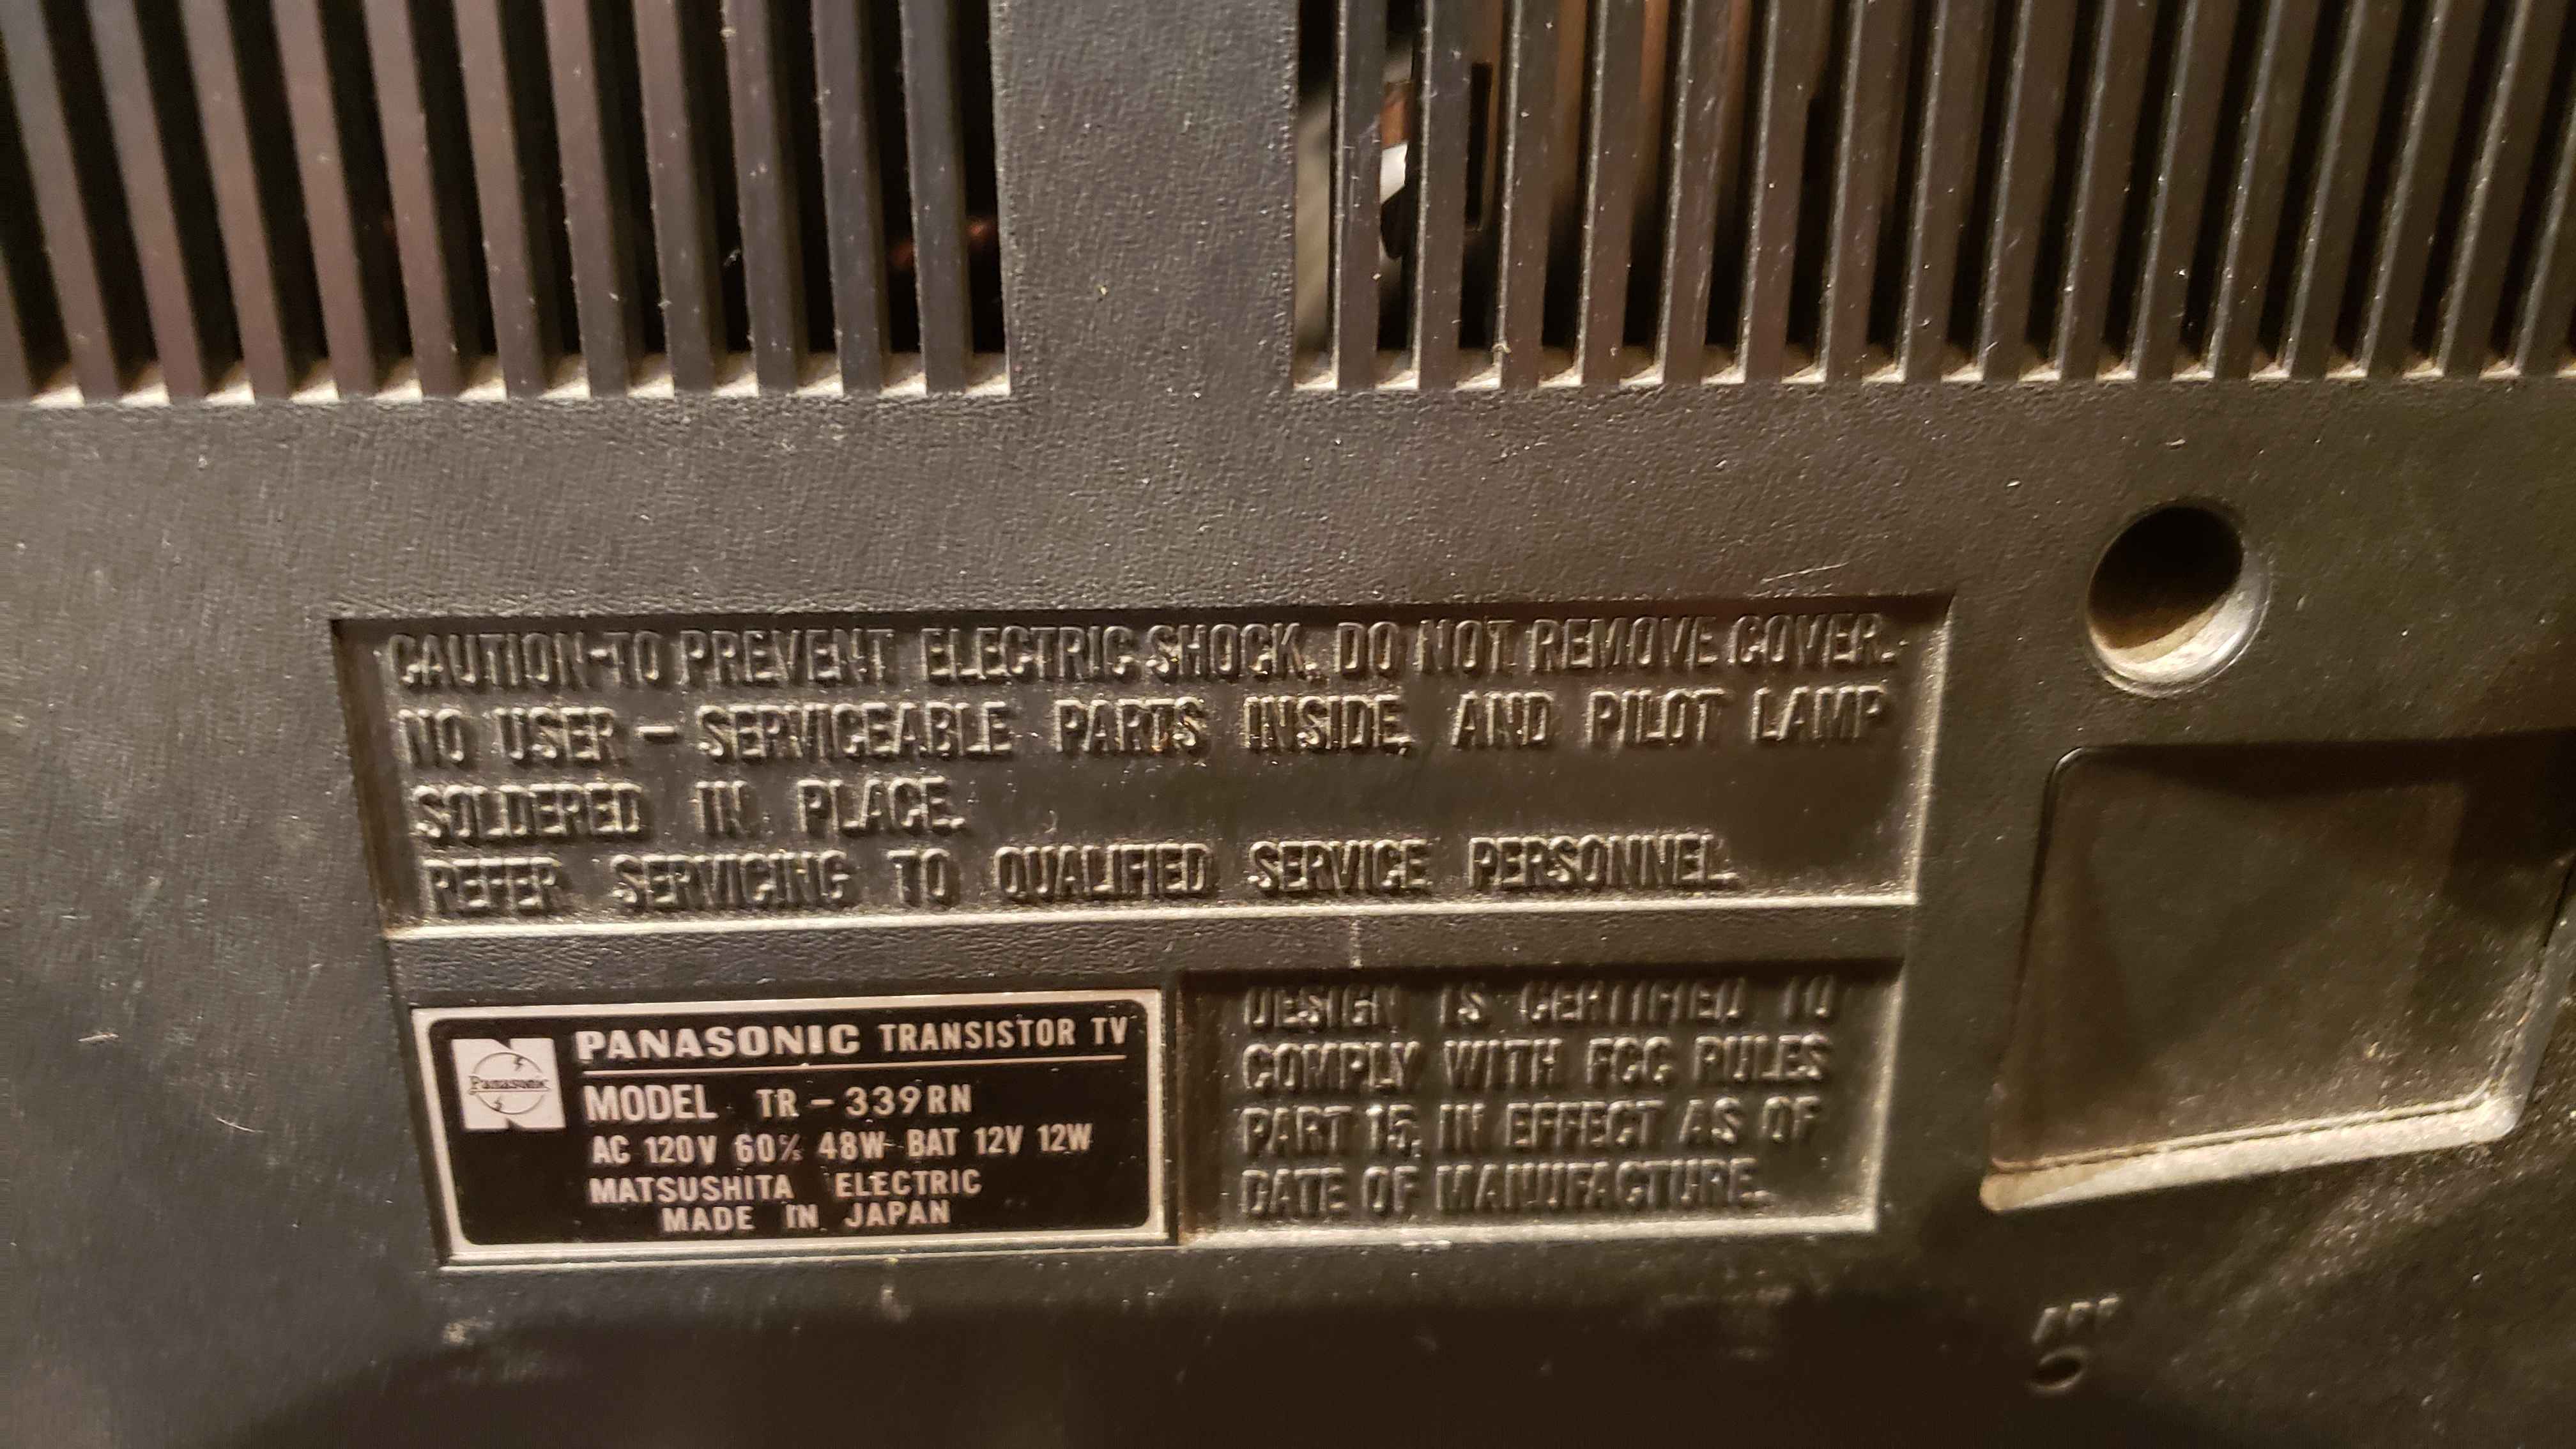 CAUTION-TO PREVENT ELECTRIC SHOCK, DO NOT REMOVE COVER.
NO USER - SERVICEABLE PARTS INSIDE, AND PILOT LAMP
SOLDERED IN PLACE.
REFER SERVICING TO QUALIFIED SERVICE PERSONNEL.
PANASONIC TRANSISTOR TV
Panasonic
MODEL TR-339RN
AC 120V 60% 48W BAT 12V 12W
MATSUSHITA ELECTRIC
MADE IN JAPAN
DESIGN IS CERTIFIED TO
COMPLY WITH FCC RULES
PART 15, IN EFFECT AS OF
DATE OF MANUFACTURE.